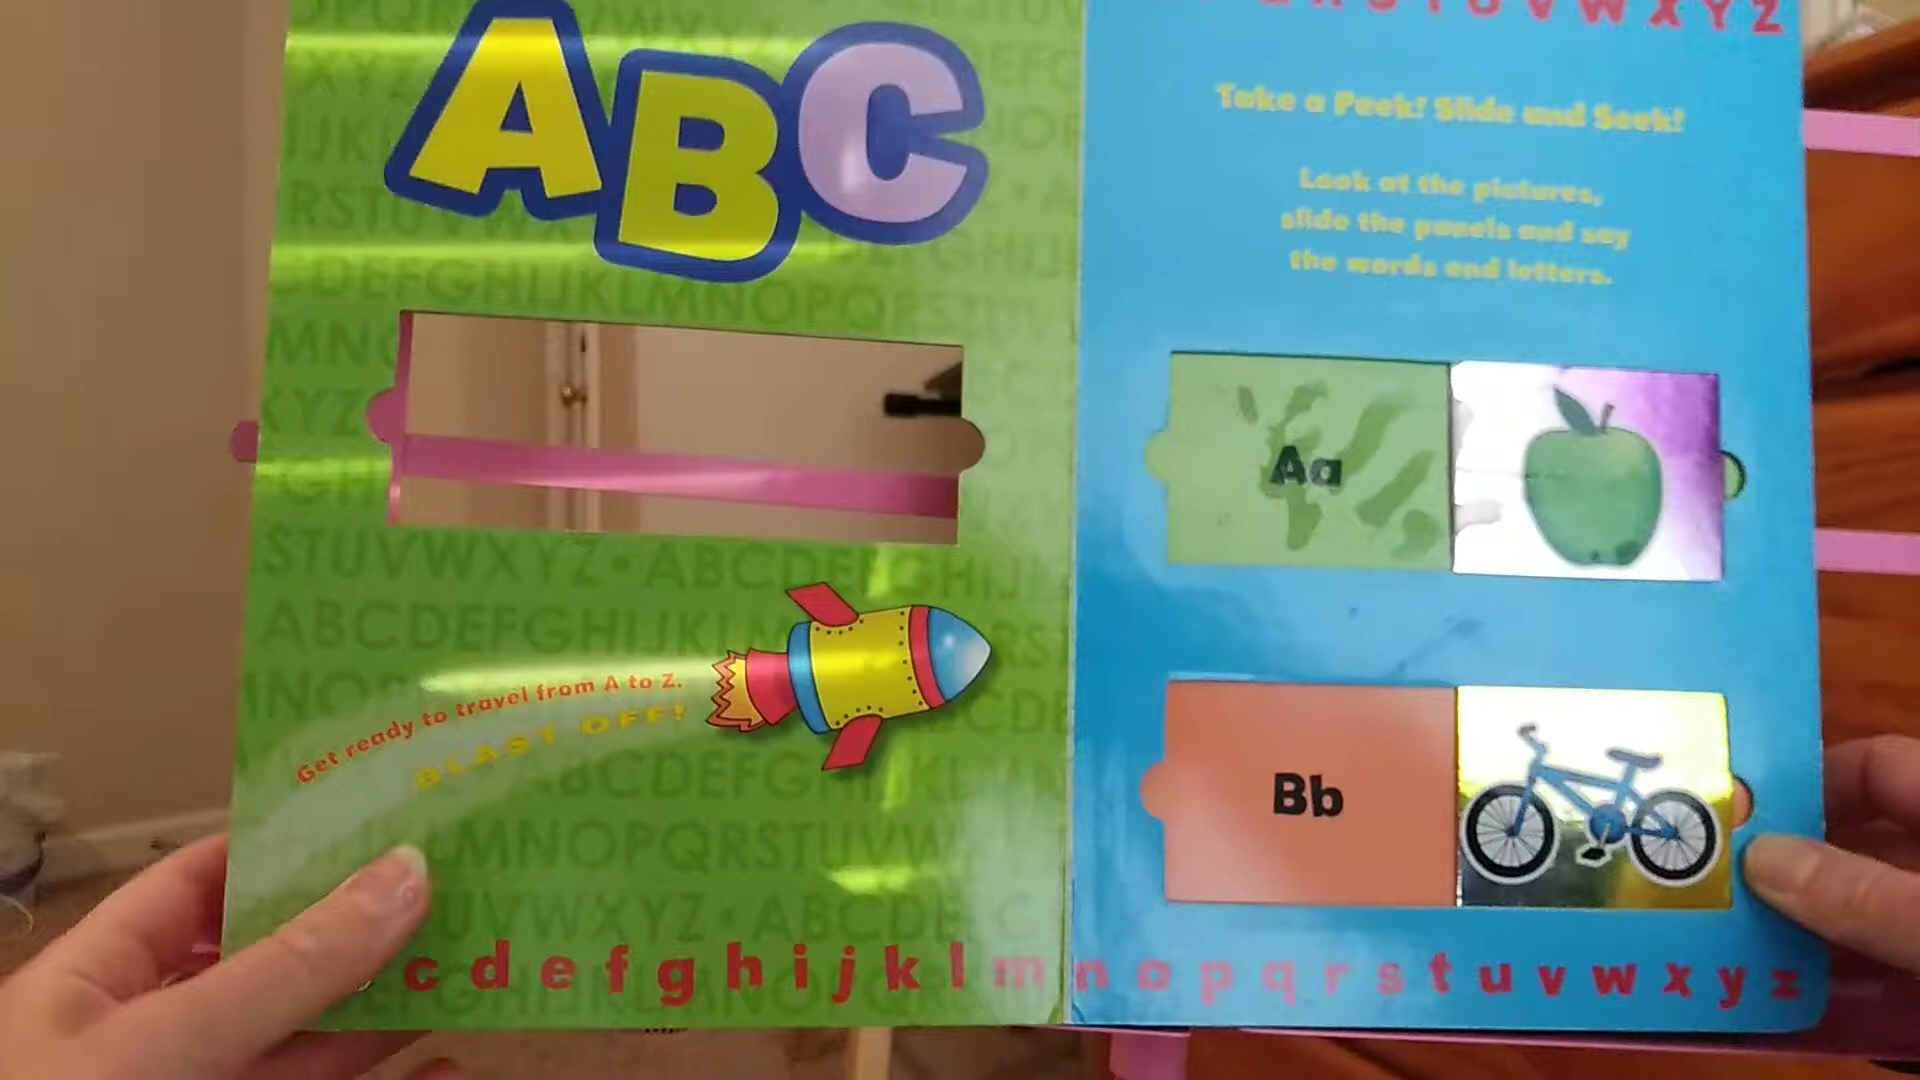 ABC
Get ready to travel from A to Z.
BLAST OFF!
c d e f g h i j k l m n o p q r s t u v w x y z
R S T U V W X Y Z
Take a Peek! Slide and Seek!
Look at the pictures,
slide the panels and say
the words and letters.
Aa
Bb